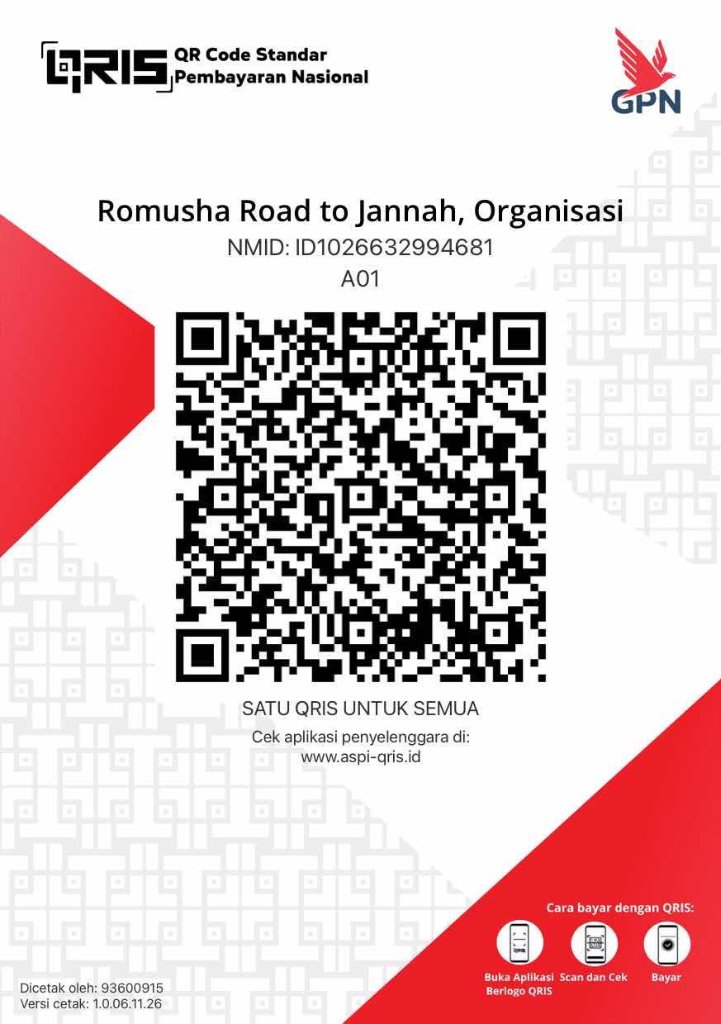 QRIS
QR Code Standar
Pembayaran Nasional
GPN
Romusha Road to Jannah, Organisasi
NMID: ID1026632994681
A01
SATU QRIS UNTUK SEMUA
Cek aplikasi penyelenggara di:
www.aspi-qris.id
Cara bayar dengan QRIS:
Buka Aplikasi
Berlogo QRIS
Scan dan Cek
Bayar
Dicetak oleh: 93600915
Versi cetak: 1.0.06.11.26